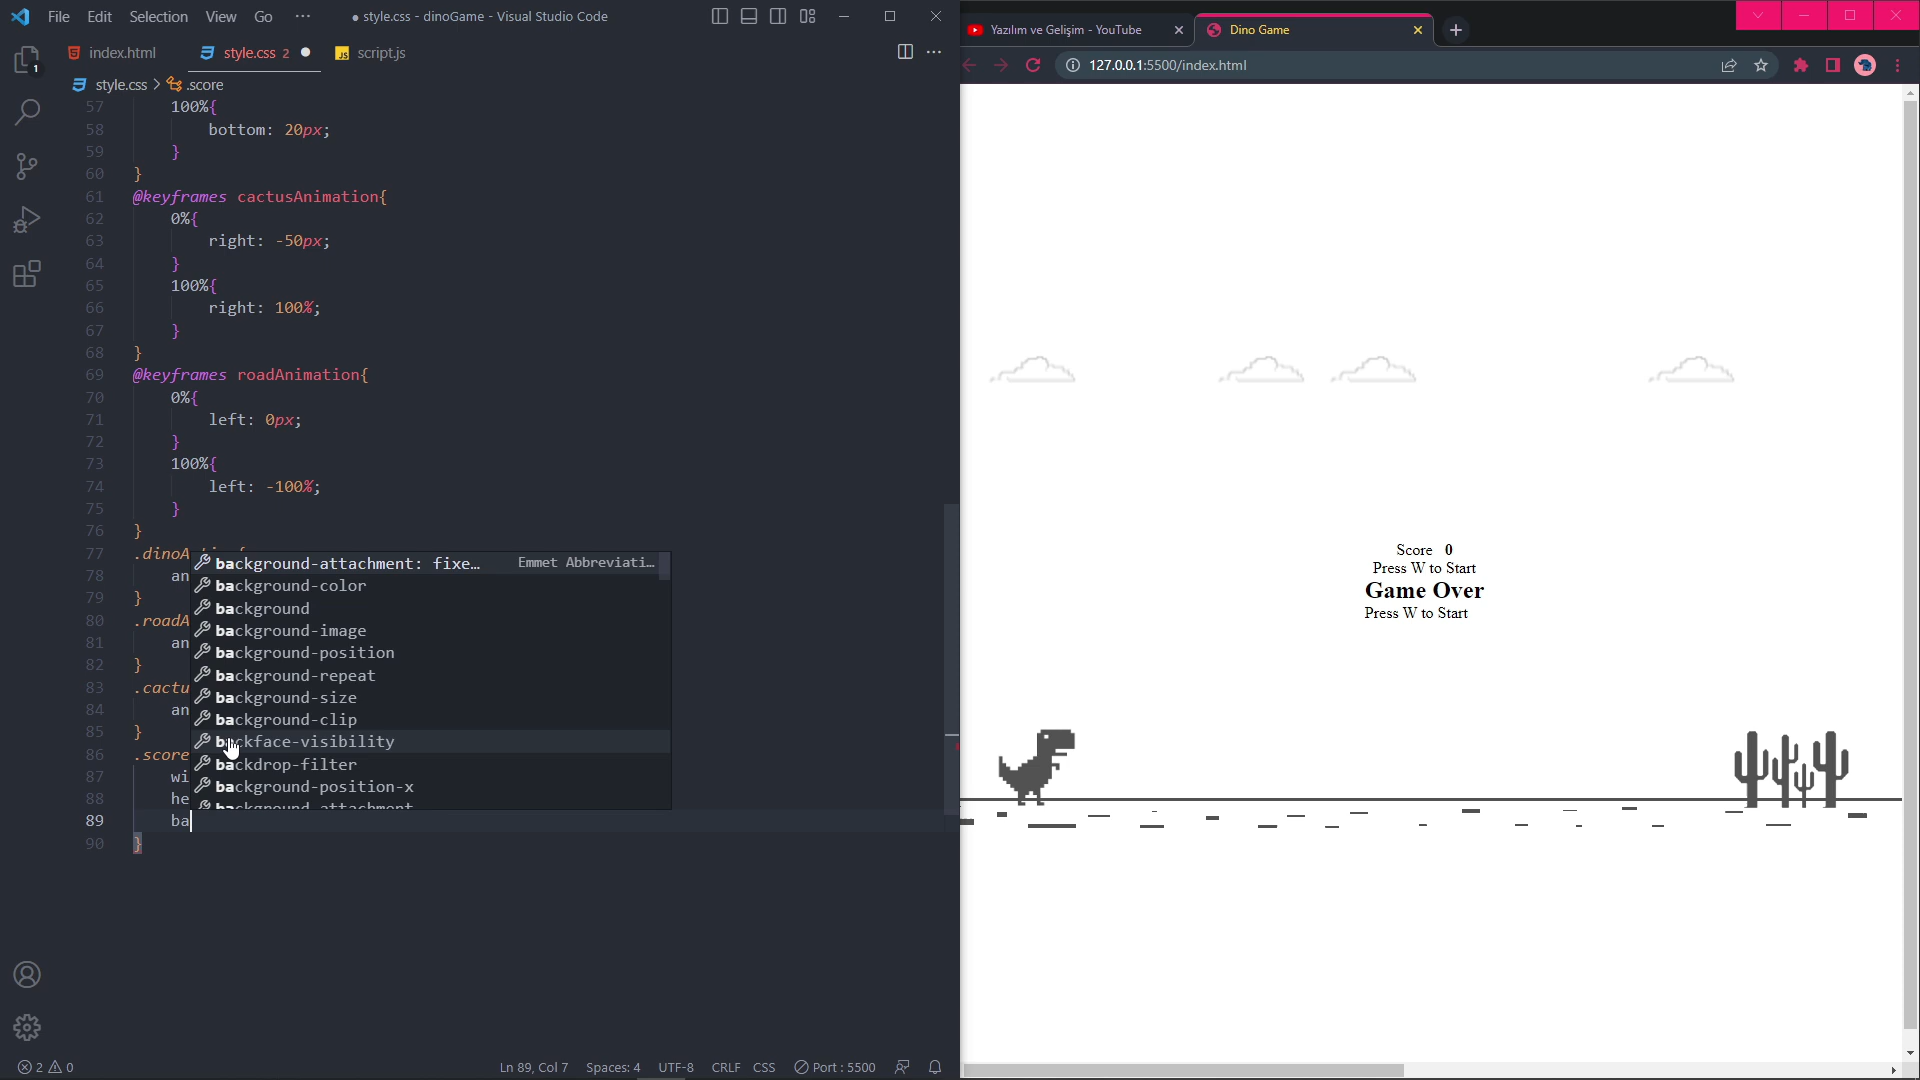 File Edit Selection View Go ··· ● style.css - dinoGame - Visual Studio Code
index.html style.css 2 ● script.js
style.css > .score
57 100%{
58 bottom: 20px;
59 }
60 }
61 @keyframes cactusAnimation{
62 0%{
63 right: -50px;
64 }
65 100%{
66 right: 100%;
67 }
68 }
69 @keyframes roadAnimation{
70 0%{
71 left: 0px;
72 }
73 100%{
74 left: -100%;
75 }
76 }
77 .dinoA
78 an
79 }
80 .roadA
81 an
82 }
83 .cactu
84 an
85 }
86 .score
87 wi
88 he
89 ba
90 }
background-attachment: fixe… Emmet Abbreviati…
background-color
background
background-image
background-position
background-repeat
background-size
background-clip
backface-visibility
backdrop-filter
background-position-x
background-attachment
1
2 0 Ln 89, Col 7 Spaces: 4 UTF-8 CRLF CSS Port : 5500
Yazılım ve Gelişim - YouTube Dino Game
127.0.0.1:5500/index.html
Score 0
Press W to Start
Game Over
Press W to Start